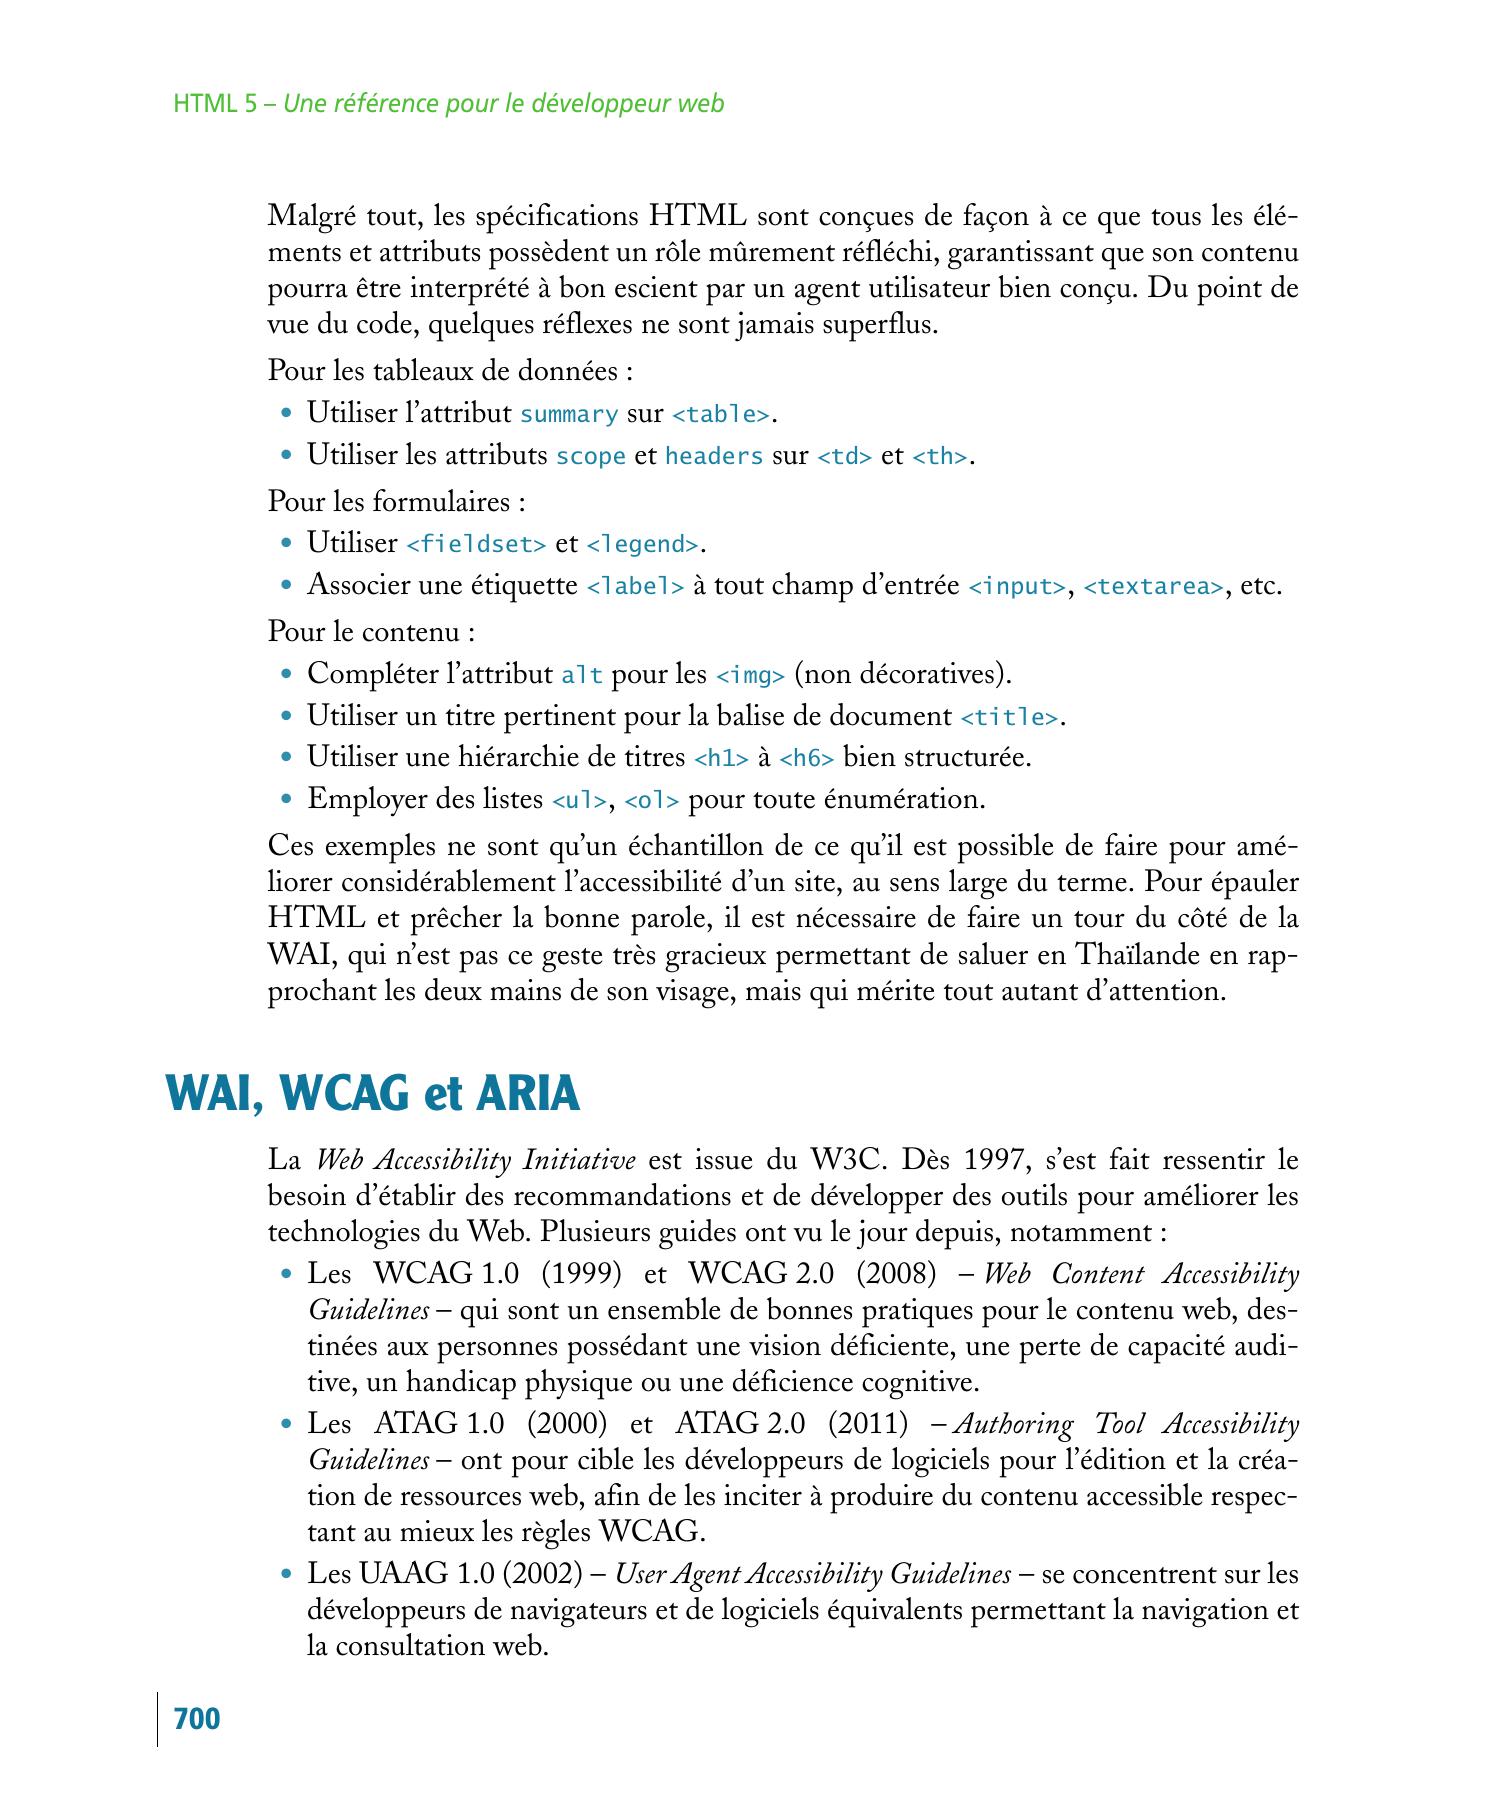 HTML 5 – Une référence pour le développeur web
Malgré tout, les spécifications HTML sont conçues de façon à ce que tous les élé-
ments et attributs possèdent un rôle mûrement réfléchi, garantissant que son contenu
pourra être interprété à bon escient par un agent utilisateur bien conçu. Du point de
vue du code, quelques réflexes ne sont jamais superflus.
Pour les tableaux de données :
• Utiliser l’attribut summary sur <table>.
• Utiliser les attributs scope et headers sur <td> et <th>.
Pour les formulaires :
• Utiliser <fieldset> et <legend>.
• Associer une étiquette <label> à tout champ d’entrée <input>, <textarea>, etc.
Pour le contenu :
• Compléter l’attribut alt pour les <img> (non décoratives).
• Utiliser un titre pertinent pour la balise de document <title>.
• Utiliser une hiérarchie de titres <h1> à <h6> bien structurée.
• Employer des listes <ul>, <ol> pour toute énumération.
Ces exemples ne sont qu’un échantillon de ce qu’il est possible de faire pour amé-
liorer considérablement l’accessibilité d’un site, au sens large du terme. Pour épauler
HTML et prêcher la bonne parole, il est nécessaire de faire un tour du côté de la
WAI, qui n’est pas ce geste très gracieux permettant de saluer en Thaïlande en rap-
prochant les deux mains de son visage, mais qui mérite tout autant d’attention.
WAI, WCAG et ARIA
La Web Accessibility Initiative est issue du W3C. Dès 1997, s’est fait ressentir le
besoin d’établir des recommandations et de développer des outils pour améliorer les
technologies du Web. Plusieurs guides ont vu le jour depuis, notamment :
• Les WCAG 1.0 (1999) et WCAG 2.0 (2008) – Web Content Accessibility
Guidelines – qui sont un ensemble de bonnes pratiques pour le contenu web, des-
tinées aux personnes possédant une vision déficiente, une perte de capacité audi-
tive, un handicap physique ou une déficience cognitive.
• Les ATAG 1.0 (2000) et ATAG 2.0 (2011) – Authoring Tool Accessibility
Guidelines – ont pour cible les développeurs de logiciels pour l’édition et la créa-
tion de ressources web, afin de les inciter à produire du contenu accessible respec-
tant au mieux les règles WCAG.
• Les UAAG 1.0 (2002) – User Agent Accessibility Guidelines – se concentrent sur les
développeurs de navigateurs et de logiciels équivalents permettant la navigation et
la consultation web.
700